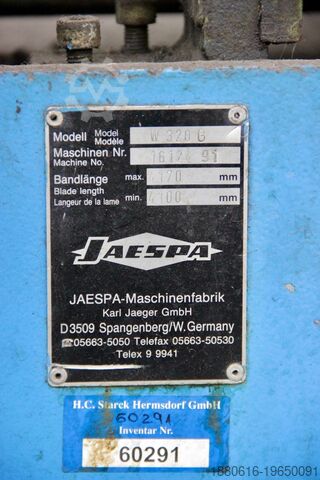 Modell Model Modèle W 320 G
Maschinen Nr. Machine No.
Bandlänge Blade length Langeur de la lame max. mm
min. 4100 mm
JAESPA
JAESPA-Maschinenfabrik
Karl Jaeger GmbH
D3509 Spangenberg/W.Germany
☎05663-5050 Telefax 05663-50530
Telex 9 9941
H.C. Starck Hermsdorf GmbH
60291
Inventar Nr.
60291
1880616-19650091